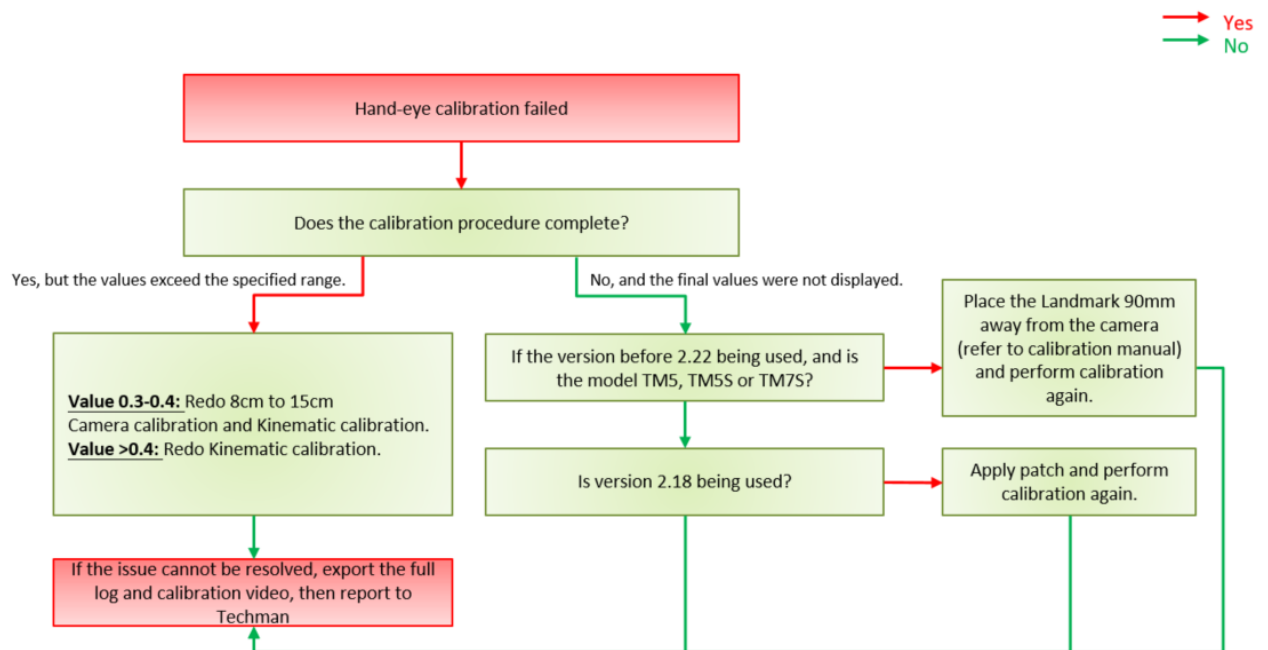 Yes
No
Hand-eye calibration failed
Does the calibration procedure complete?
Yes, but the values exceed the specified range.
No, and the final values were not displayed.
Place the Landmark 90mm
away from the camera
(refer to calibration manual)
and perform calibration
again.
If the version before 2.22 being used, and is
the model TM5, TM5S or TM7S?
Value 0.3-0.4: Redo 8cm to 15cm
Camera calibration and Kinematic calibration.
Value >0.4: Redo Kinematic calibration.
Is version 2.18 being used?
Apply patch and perform
calibration again.
If the issue cannot be resolved, export the full
log and calibration video, then report to
Techman